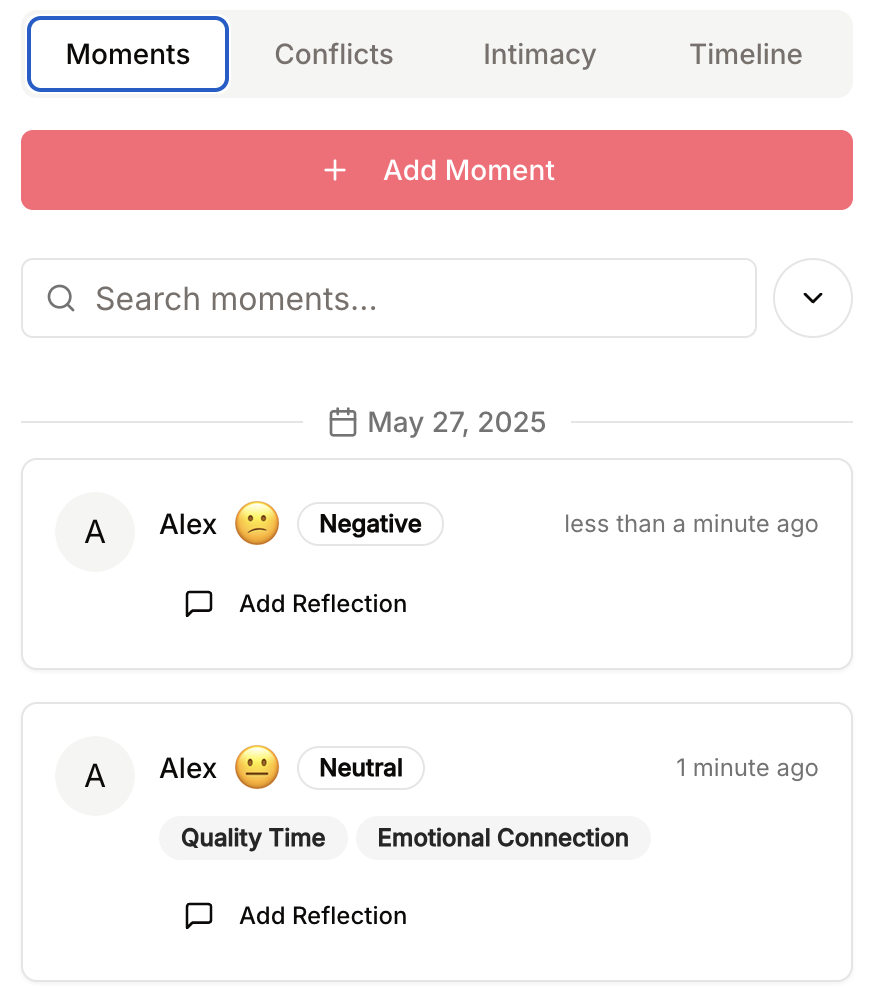 Moments Conflicts Intimacy Timeline
+ Add Moment
Search moments...
May 27, 2025
A Alex 😕 Negative less than a minute ago
Add Reflection
A Alex 😐 Neutral 1 minute ago
Quality Time Emotional Connection
Add Reflection